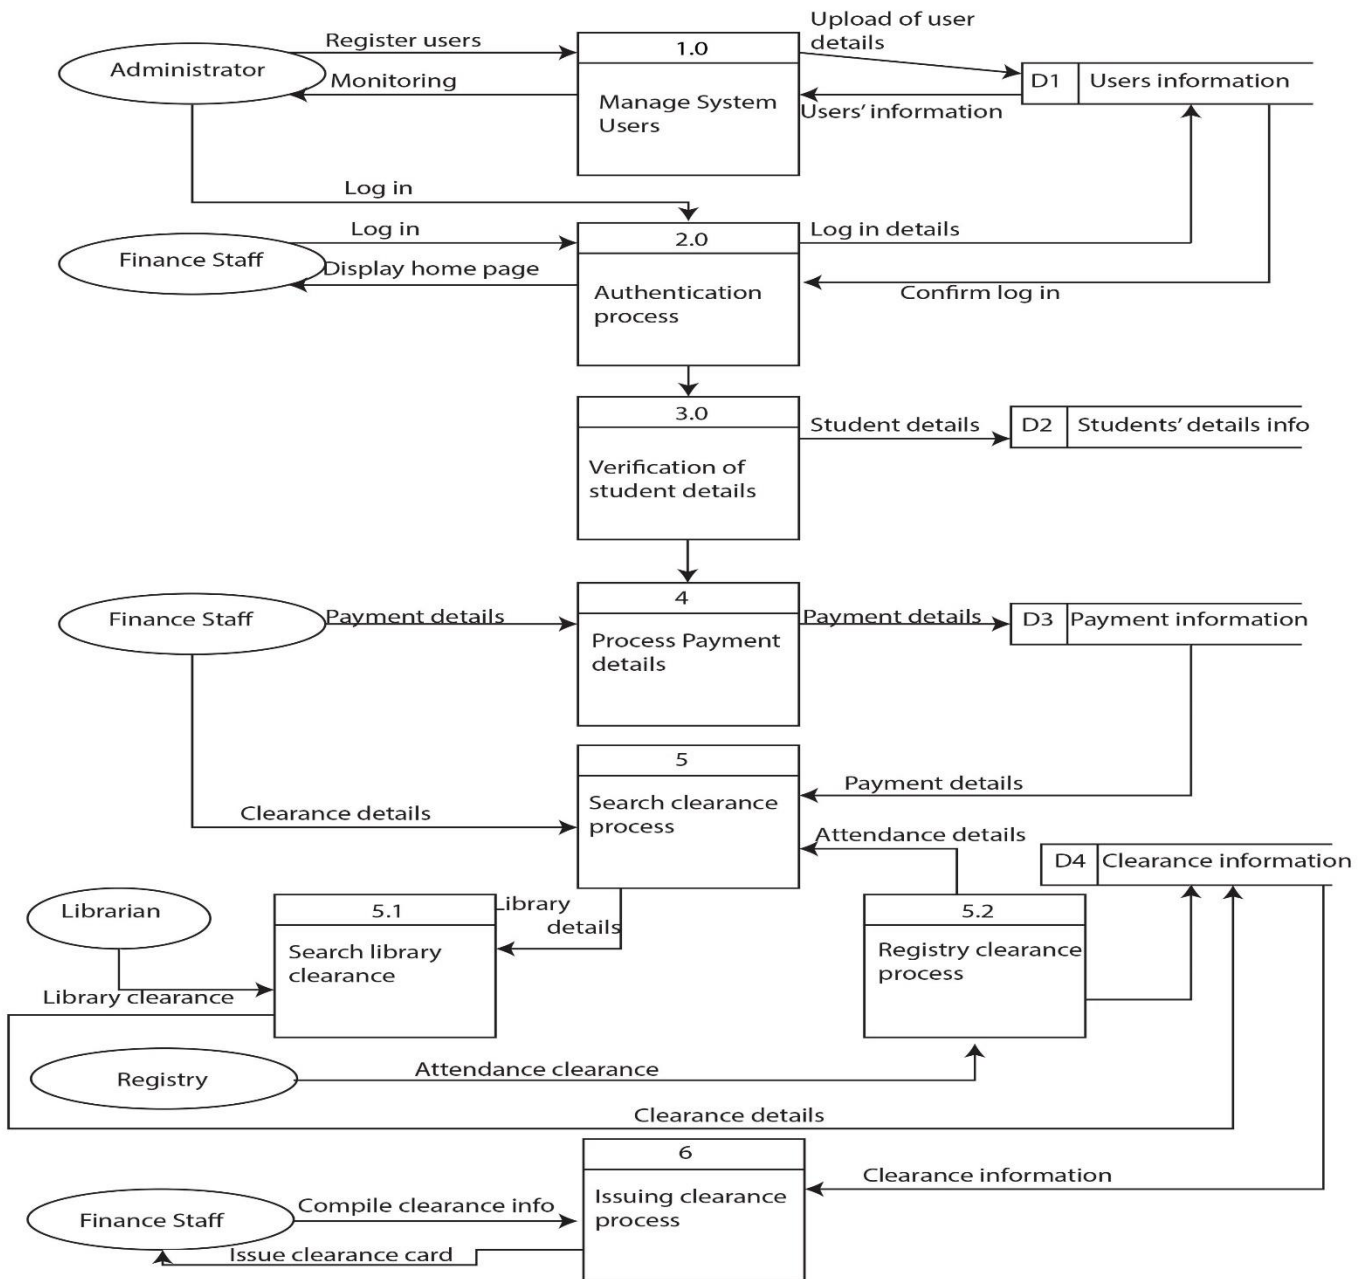 Register users
1.0
Upload of user
details
Administrator
Monitoring
Manage System
Users
D1
Users information
Users' information
Log in
Log in
2.0
Log in details
Finance Staff
Display home page
Authentication
process
Confirm log in
3.0
Student details
D2
Students' details info
Verification of
student details
4
Finance Staff
Payment details
Payment details
D3
Payment information
Process Payment
details
5
Payment details
Clearance details
Search clearance
process
Attendance details
D4
Clearance information
Librarian
5.1
Library
details
5.2
Search library
clearance
Registry clearance
process
Library clearance
Registry
Attendance clearance
Clearance details
6
Clearance information
Finance Staff
Compile clearance info
Issuing clearance
process
Issue clearance card